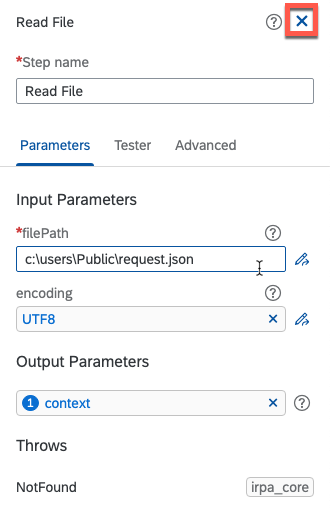 Read File
*Step name
Read File
Parameters Tester Advanced
Input Parameters
*filePath
c:\users\Public\request.json
encoding
UTF8
Output Parameters
1 context
Throws
NotFound irpa_core